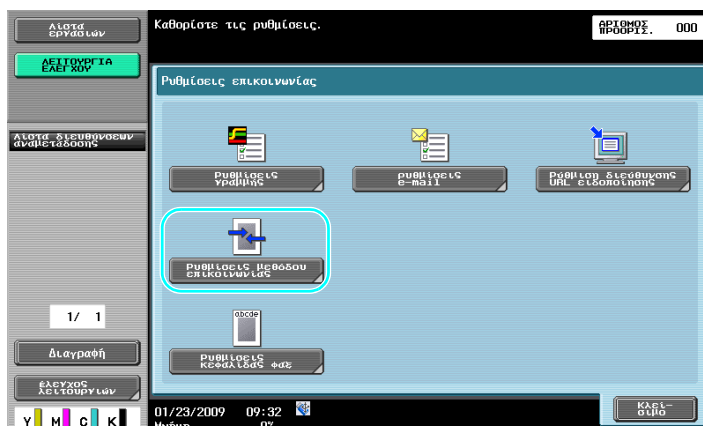 Λίστα
εργασιών
Καθορίστε τις ρυθμίσεις.
ΑΡΙΘΜΟΣ
ΠΡΟΟΡΙΣ.
000
ΛΕΙΤΟΥΡΓΙΑ
ΕΛΕΓΧΟΥ
Ρυθμίσεις επικοινωνίας
Λίστα διευθύνσεων
αναμετάδοσης
Ρυθμίσεις
γραμμής
ρυθμίσεις
e-mail
Ρύθμιση διεύθυνσης
URL ειδοποίησης
Ρυθμίσεις μεθόδου
επικοινωνίας
abcde
Ρυθμίσεις
κεφαλίδας φαξ
1/ 1
Διαγραφή
έλεγχος
λειτουργιών
Κλεί-
σιμο
01/23/2009 09:32
Μνήμη 0%
Y M C K